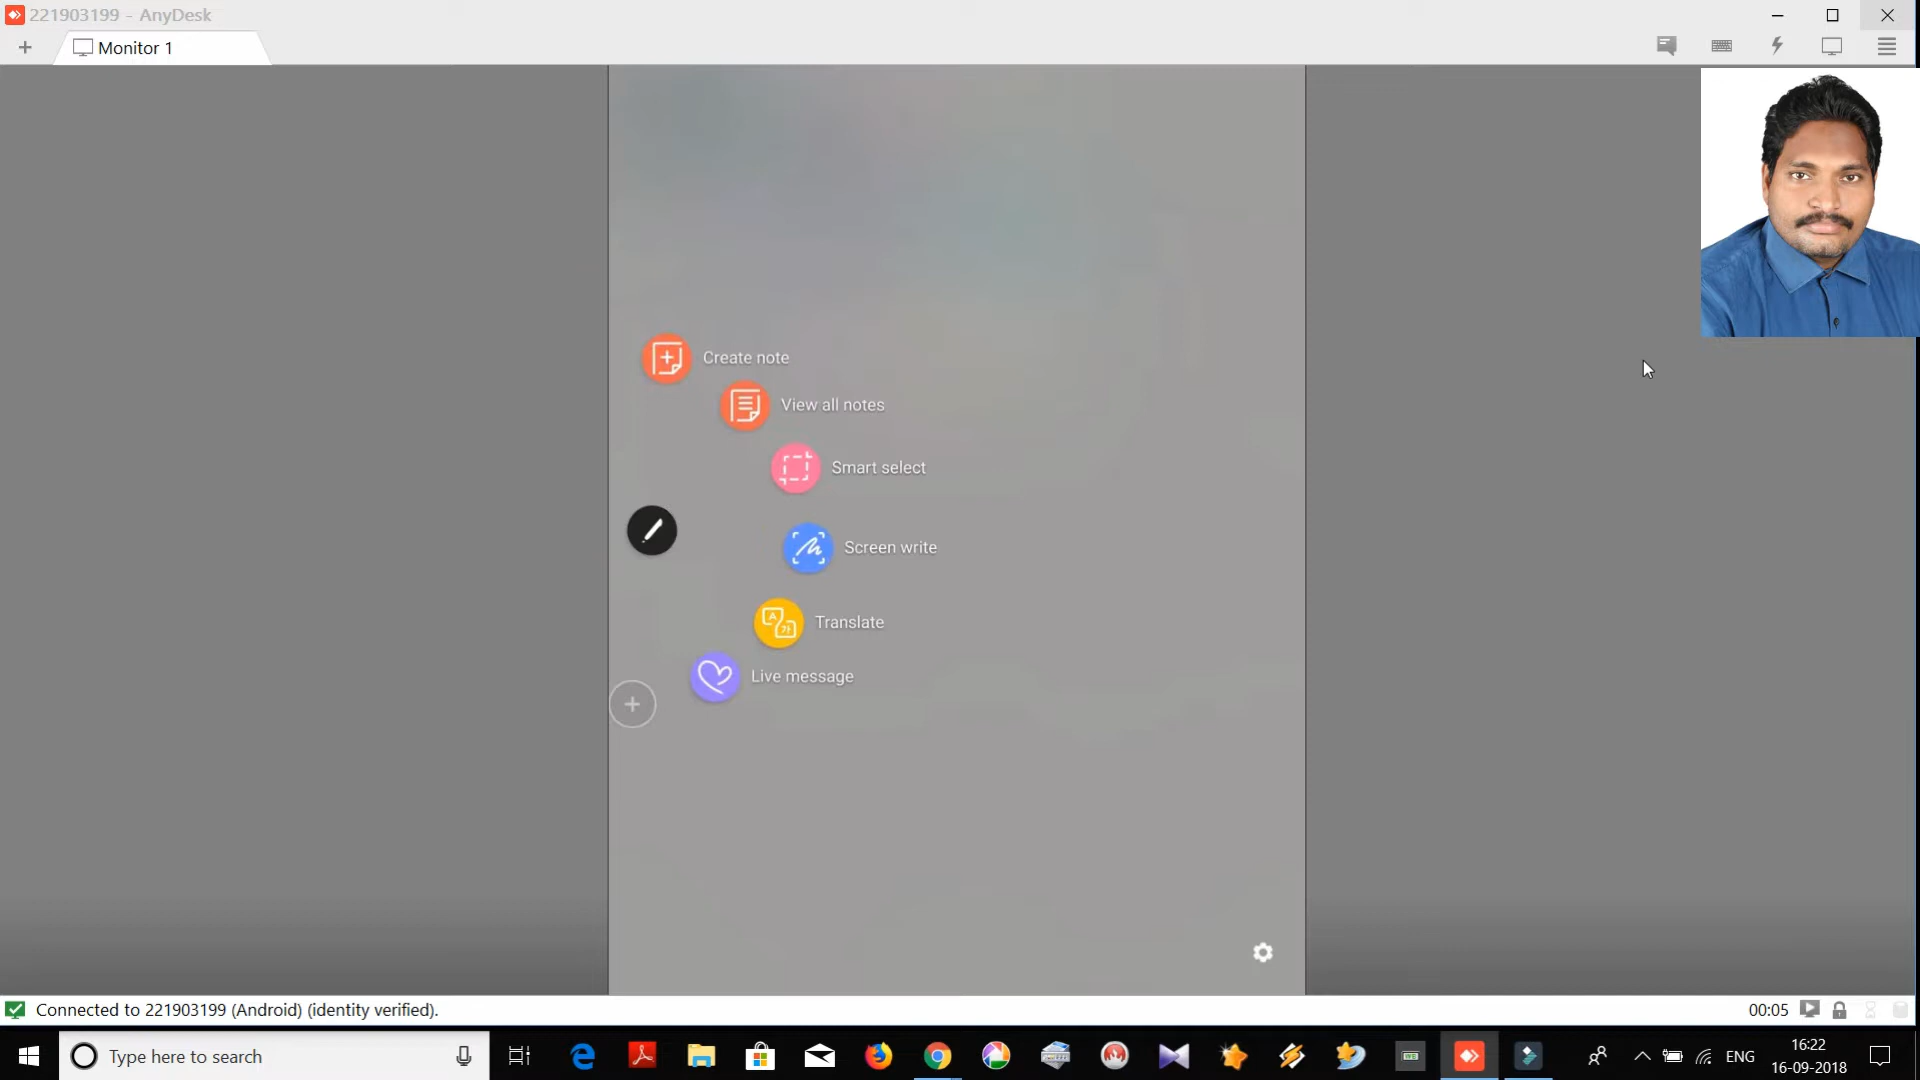 221903199 - AnyDesk
Monitor 1
Create note
View all notes
Smart select
Screen write
Translate
Live message
Connected to 221903199 (Android) (identity verified).
00:05
Type here to search
ENG
16:22
16-09-2018